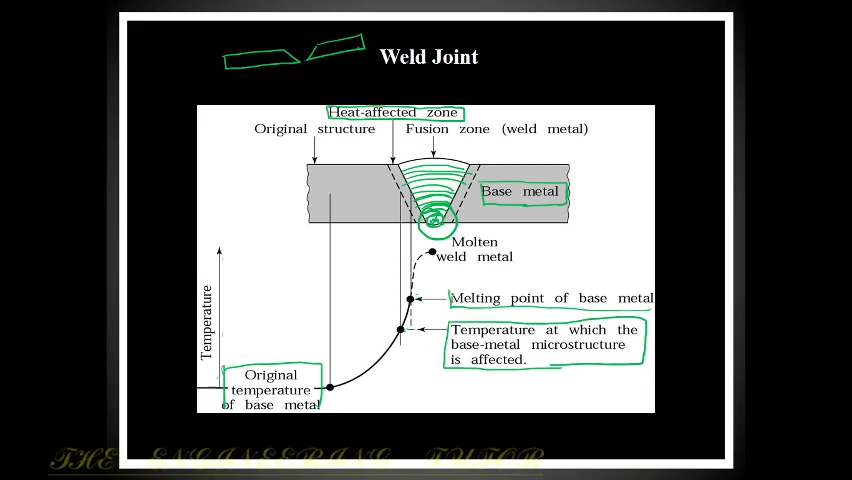 Weld Joint
Heat-affected zone
Original structure
Fusion zone (weld metal)
Base metal
Molten
weld metal
Temperature
Melting point of base metal
Temperature at which the
base-metal microstructure
is affected.
Original
temperature
of base metal
THE ENGINEERING TUTOR